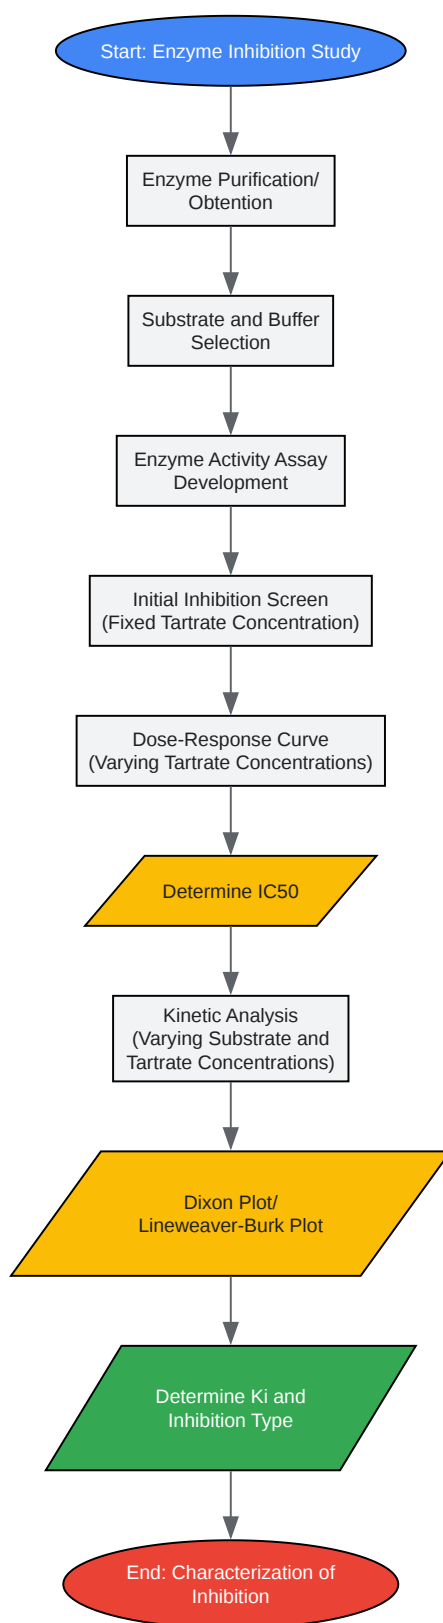 Start: Enzyme Inhibition Study
Enzyme Purification/
Obtention
Substrate and Buffer
Selection
Enzyme Activity Assay
Development
Initial Inhibition Screen
(Fixed Tartrate Concentration)
Dose-Response Curve
(Varying Tartrate Concentrations)
Determine IC50
Kinetic Analysis
(Varying Substrate and
Tartrate Concentrations)
Dixon Plot/
Lineweaver-Burk Plot
Determine Ki and
Inhibition Type
End: Characterization of
Inhibition